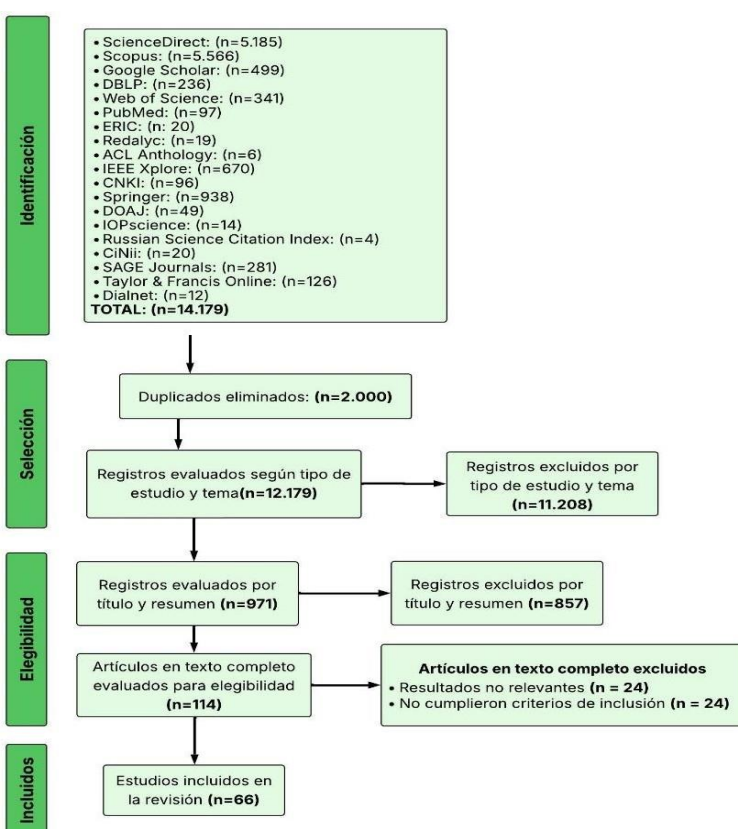 Identificación
• ScienceDirect: (n=5.185)
• Scopus: (n=5.566)
• Google Scholar: (n=499)
• DBLP: (n=236)
• Web of Science: (n=341)
• PubMed: (n=97)
• ERIC: (n: 20)
• Redalyc: (n=19)
• ACL Anthology: (n=6)
• IEEE Xplore: (n=670)
• CNKI: (n=96)
• Springer: (n=938)
• DOAJ: (n=49)
• IOPscience: (n=14)
• Russian Science Citation Index: (n=4)
• CiNii: (n=20)
• SAGE Journals: (n=281)
• Taylor & Francis Online: (n=126)
• Dialnet: (n=12)
TOTAL: (n=14.179)
Selección
Duplicados eliminados: (n=2.000)
Registros evaluados según tipo de
estudio y tema(n=12.179)
Registros excluidos por
tipo de estudio y tema
(n=11.208)
Elegibilidad
Registros evaluados por
título y resumen (n=971)
Registros excluidos por
título y resumen (n=857)
Artículos en texto completo
evaluados para elegibilidad
(n=114)
Artículos en texto completo excluidos
• Resultados no relevantes (n = 24)
• No cumplieron criterios de inclusión (n = 24)
Incluidos
Estudios incluidos en
la revisión (n=66)